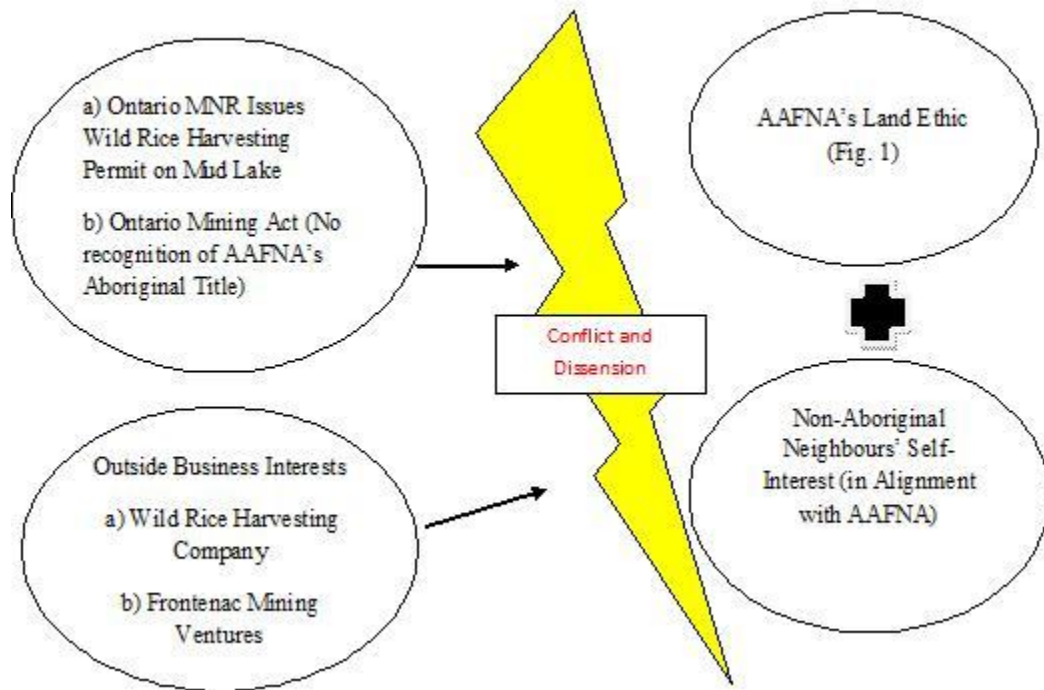 a) Ontario MNR Issues
Wild Rice Harvesting
Permit on Mud Lake
b) Ontario Mining Act (No
recognition of AAFNA's
Aboriginal Title)
Outside Business Interests
a) Wild Rice Harvesting
Company
b) Frontenac Mining
Ventures
Conflict and
Dissension
AAFNA's Land Ethic
(Fig. 1)
Non-Aboriginal
Neighbours' Self-
Interest (in Alignment
with AAFNA)